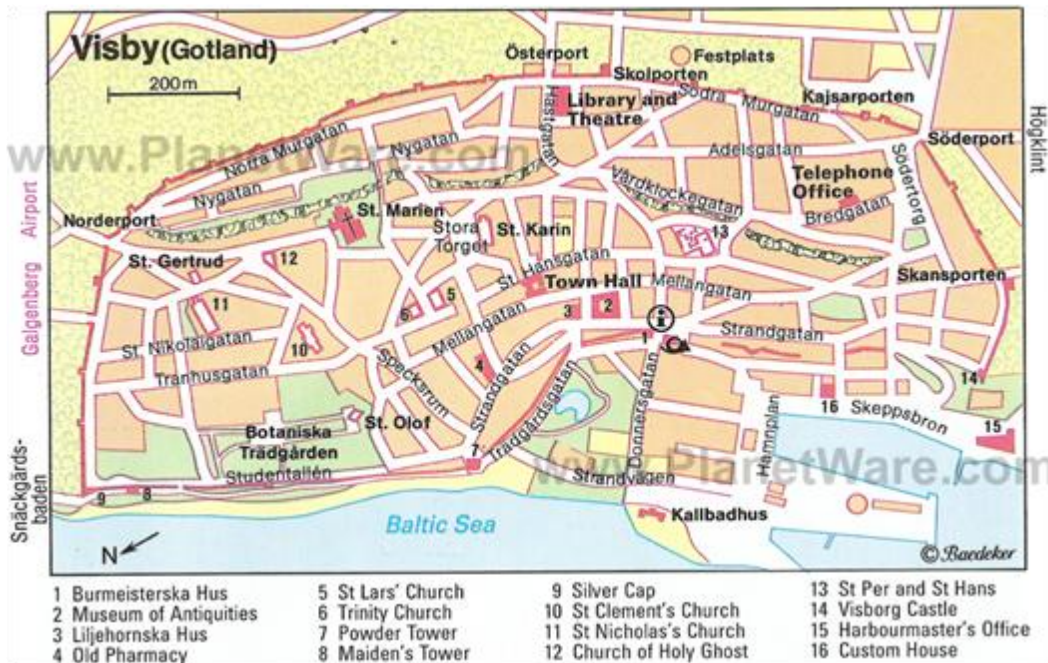 Visby (Gotland)
200m
Österport
Festplats
Skolporten
Kajsarporten
Högklint
Library and
Theatre
Hästgatan
Södra Murgatan
Söderport
www.PlanetWare.com
Norra Murgatan
Nygatan
Nygatan
Adelsgatan
Södertorg
Telephone
Office
Vårdklockegatan
Bredgatan
Airport
Norderport
St. Marien
Stora
Torget
St. Karin
13
St. Gertrud
12
St Hansgatan
Town Hall
Mellangatan
Skansporten
Galgenberg
11
5
6
3
2
i
Mellangatan
1
Strandgatan
St. Nikolaigatan
10
Tranhusgatan
Specksrum
4
Strandgatan
Trädgårdsgatan
Donnersgatan
14
16
Skeppsbron
15
Hamnplan
St. Olof
Botaniska
Trädgården
7
Studentallén
Strandvägen
www.PlanetWare.com
Snäckgärds-
baden
9
8
Kallbadhus
Baltic Sea
N
© Baedeker
1 Burmeisterska Hus
2 Museum of Antiquities
3 Liljehornska Hus
4 Old Pharmacy
5 St Lars' Church
6 Trinity Church
7 Powder Tower
8 Maiden's Tower
9 Silver Cap
10 St Clement's Church
11 St Nicholas's Church
12 Church of Holy Ghost
13 St Per and St Hans
14 Visborg Castle
15 Harbourmaster's Office
16 Custom House